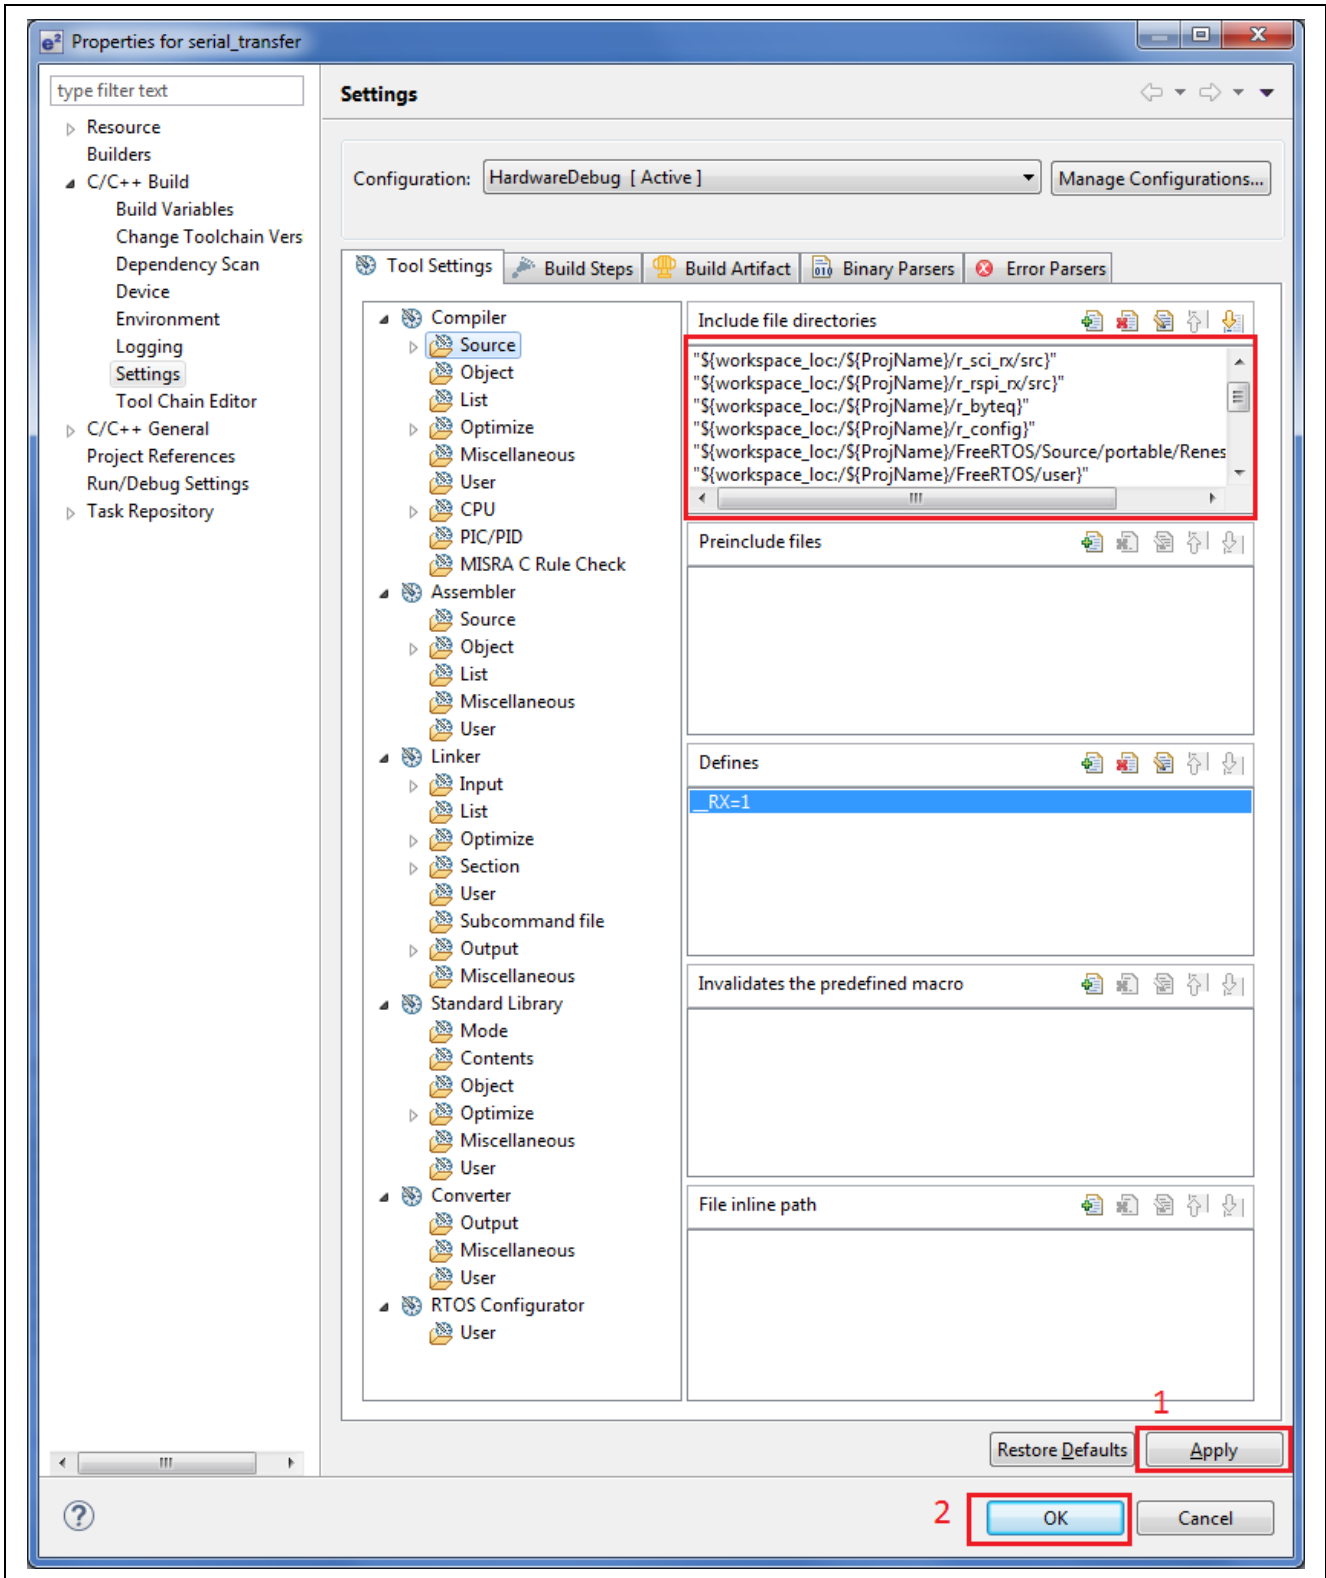 e² Properties for serial_transfer
type filter text
Resource
Builders
C/C++ Build
Build Variables
Change Toolchain Vers
Dependency Scan
Device
Environment
Logging
Settings
Tool Chain Editor
C/C++ General
Project References
Run/Debug Settings
Task Repository
Settings
Configuration: HardwareDebug [ Active ] Manage Configurations...
Tool Settings Build Steps Build Artifact Binary Parsers Error Parsers
Compiler
Source
Object
List
Optimize
Miscellaneous
User
CPU
PIC/PID
MISRA C Rule Check
Assembler
Source
Object
List
Miscellaneous
User
Linker
Input
List
Optimize
Section
User
Subcommand file
Output
Miscellaneous
Standard Library
Mode
Contents
Object
Optimize
Miscellaneous
User
Converter
Output
Miscellaneous
User
RTOS Configurator
User
Include file directories
"${workspace_loc:/${ProjName}/r_sci_rx/src}"
"${workspace_loc:/${ProjName}/r_rspi_rx/src}"
"${workspace_loc:/${ProjName}/r_byteq}"
"${workspace_loc:/${ProjName}/r_config}"
"${workspace_loc:/${ProjName}/FreeRTOS/Source/portable/Renes
"${workspace_loc:/${ProjName}/FreeRTOS/user}"
Preinclude files
Defines
__RX=1
Invalidates the predefined macro
File inline path
1
Restore Defaults Apply
2 OK Cancel